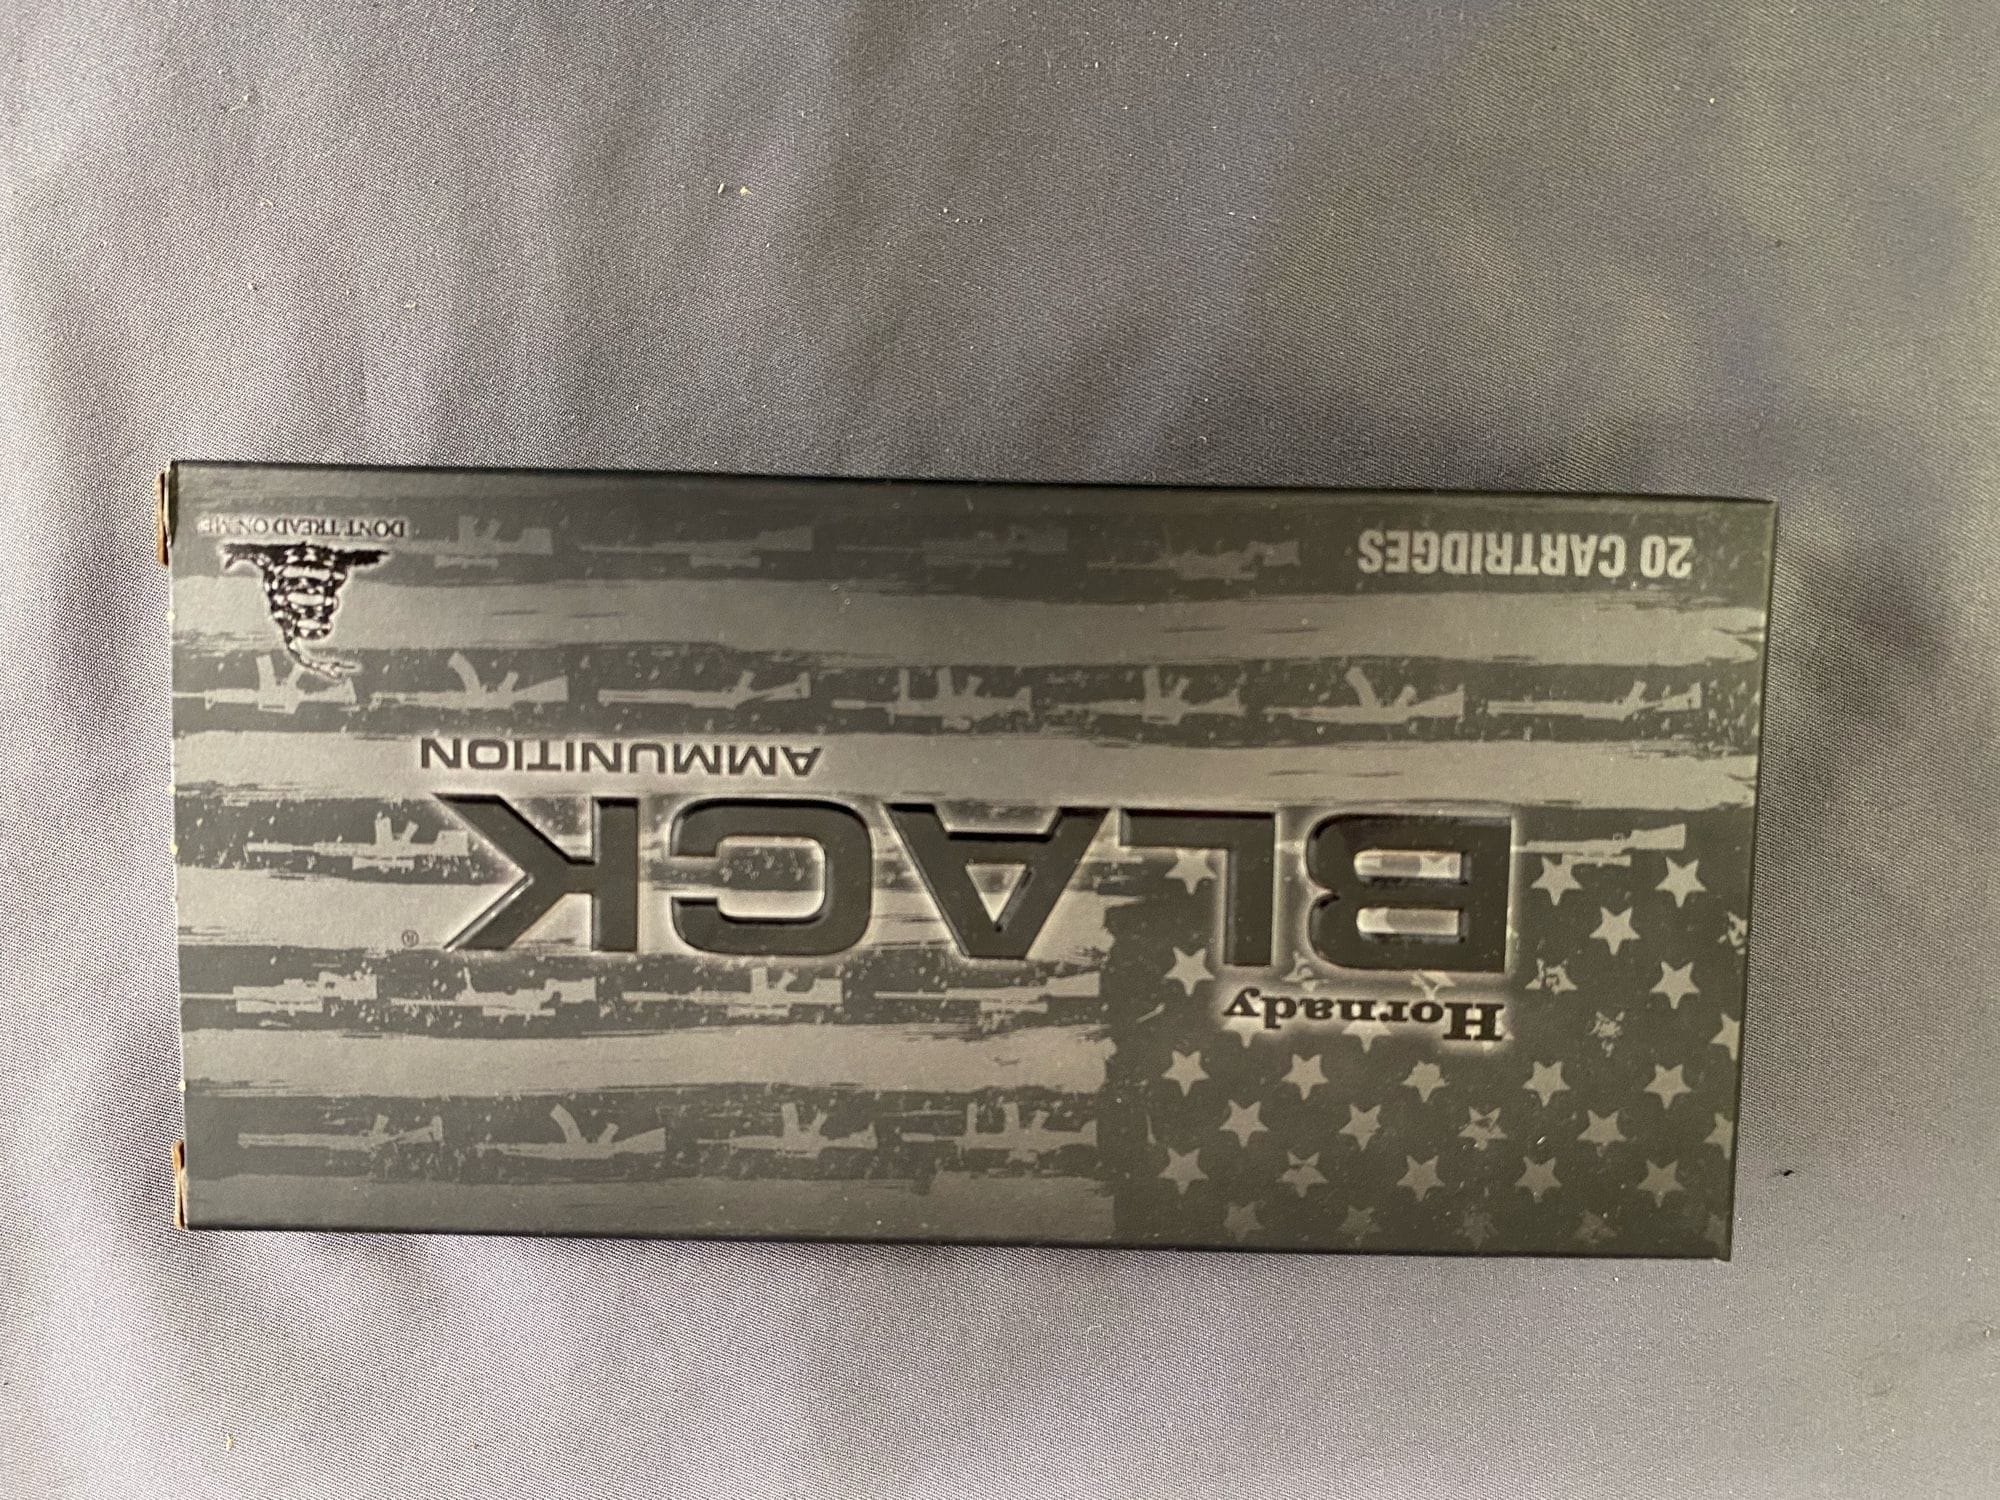 Hornady
BLACK®
AMMUNITION
20 CARTRIDGES
DONT TREAD ON ME